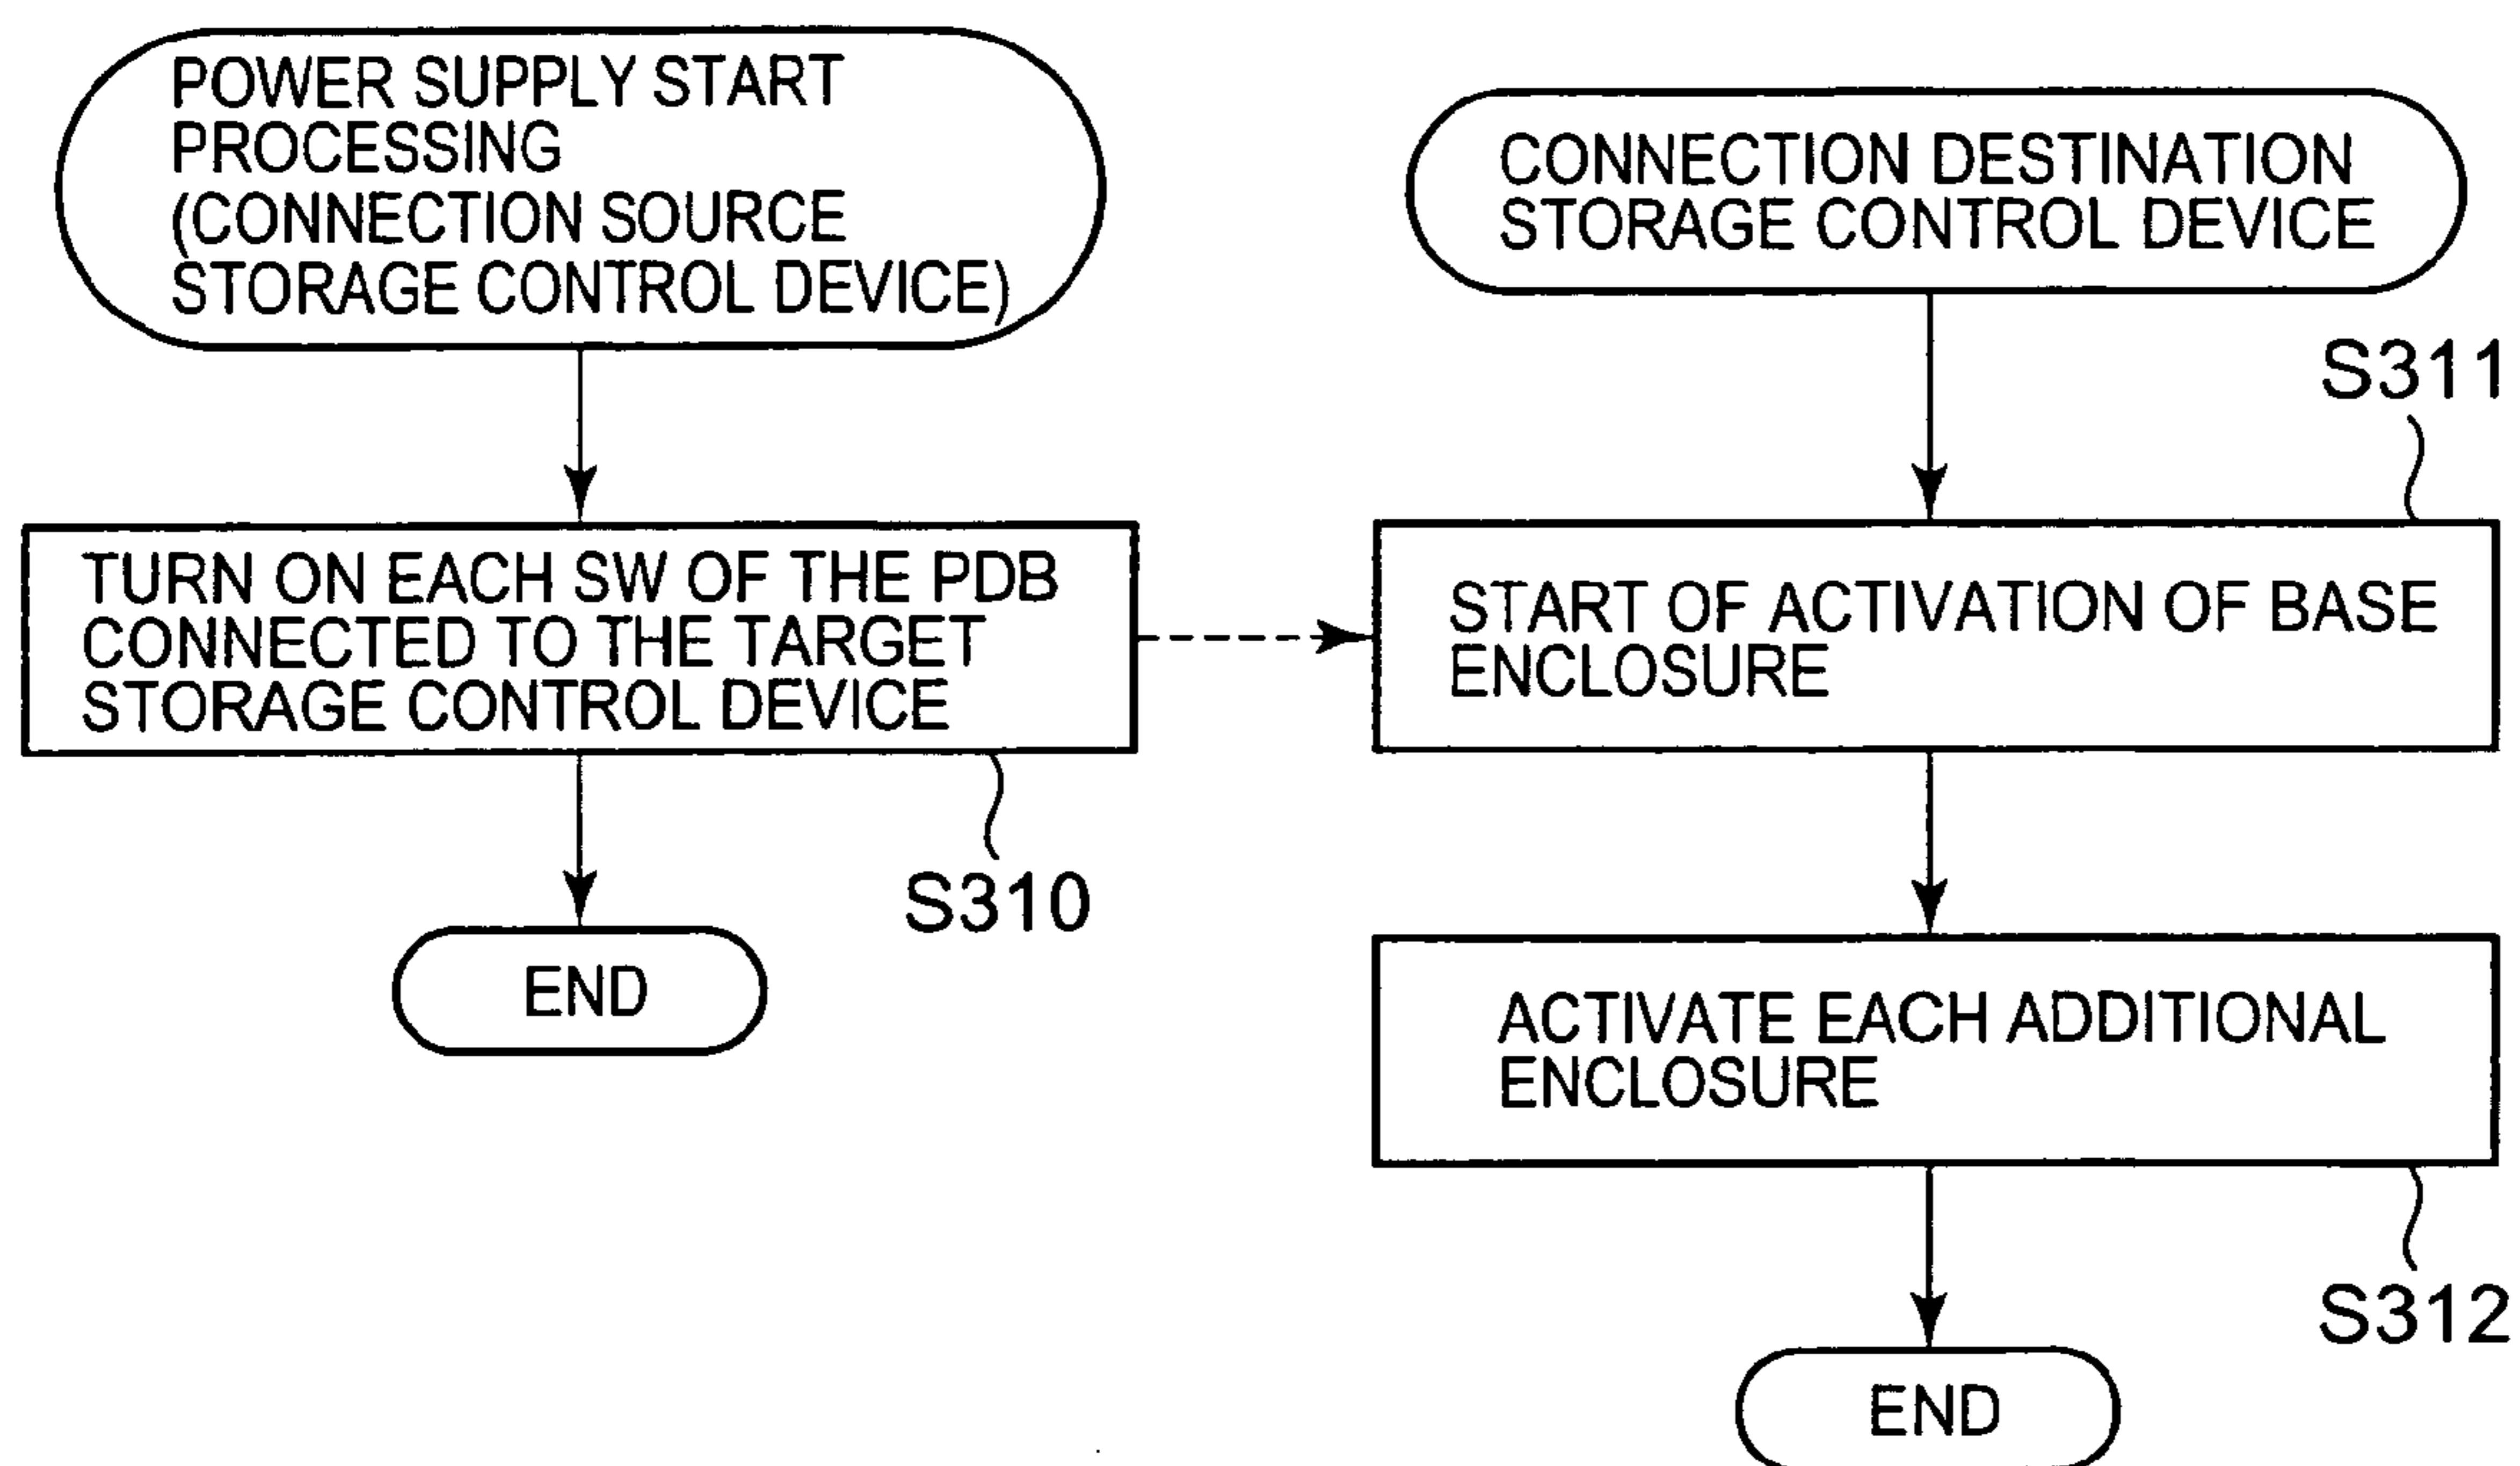 POWER SUPPLY START
PROCESSING
(CONNECTION SOURCE
STORAGE CONTROL DEVICE)
TURN ON EACH SW OF THE PDB
CONNECTED TO THE TARGET
STORAGE CONTROL DEVICE
S310
END
CONNECTION DESTINATION
STORAGE CONTROL DEVICE
S311
START OF ACTIVATION OF BASE
ENCLOSURE
ACTIVATE EACH ADDITIONAL
ENCLOSURE
S312
END